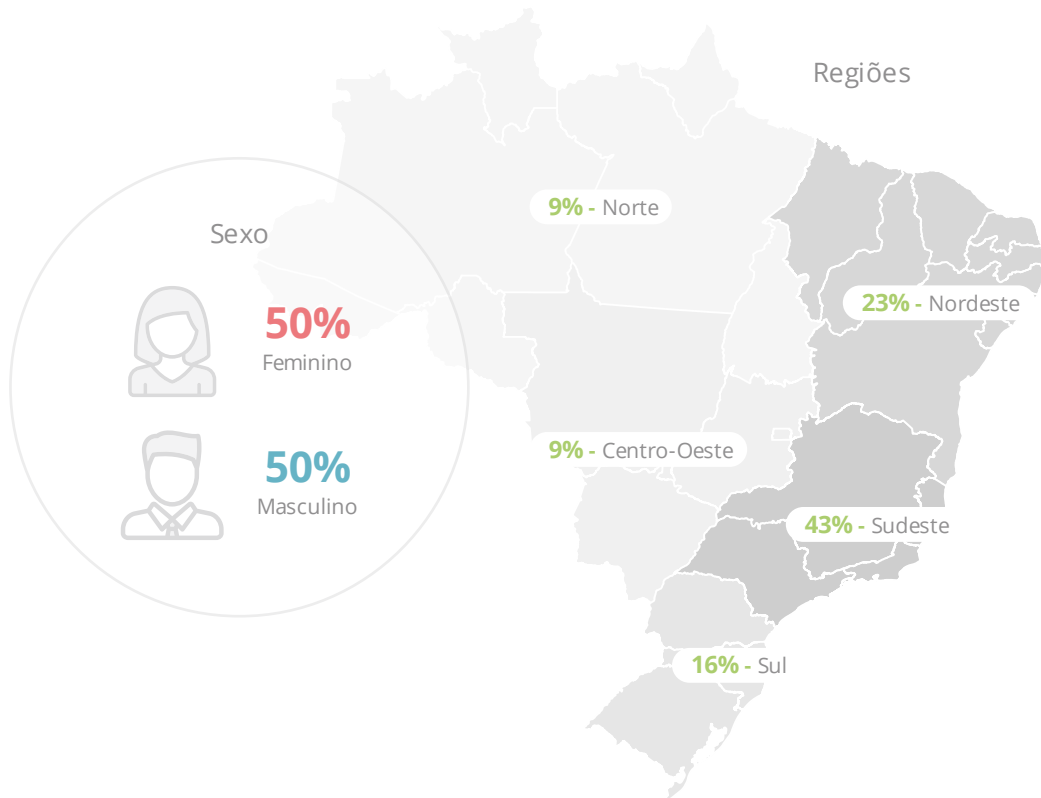 Regiões
9% - Norte
Sexo
50%
Feminino
23% - Nordeste
50%
Masculino
9% - Centro-Oeste
43% - Sudeste
16% - Sul